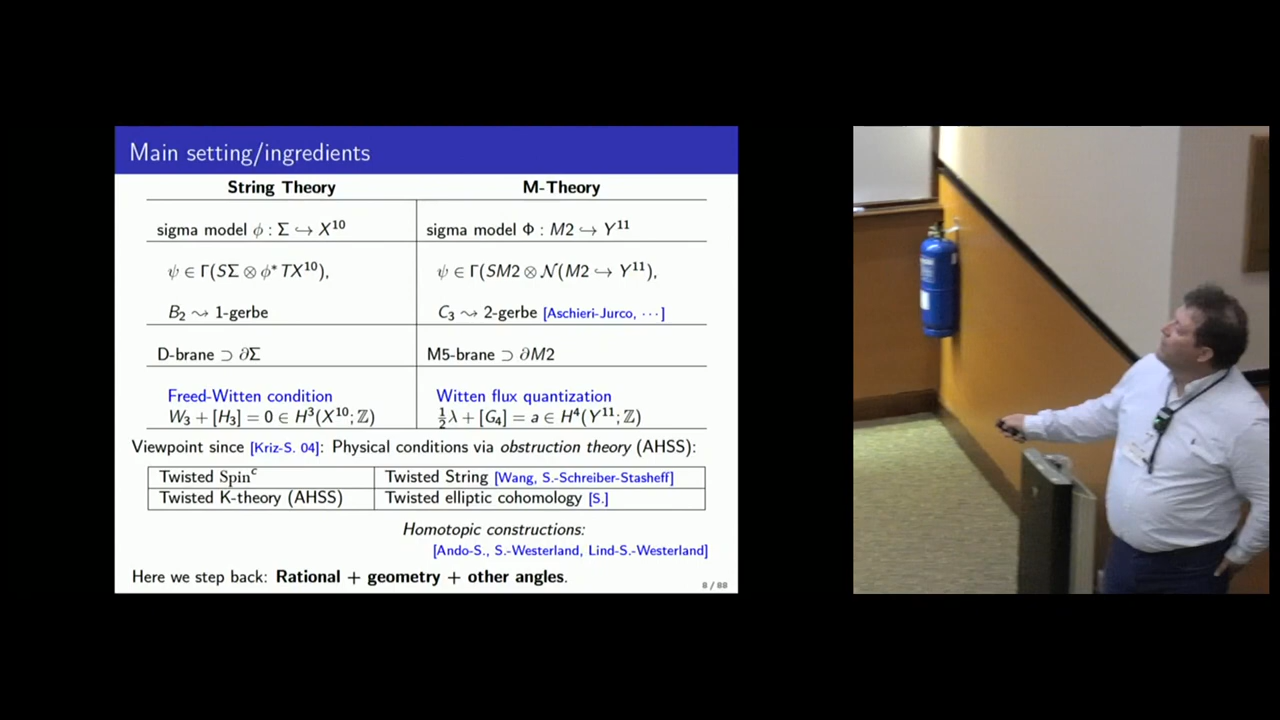 Main setting/ingredients
String Theory M-Theory
sigma model ϕ : Σ ↪ X¹⁰ sigma model Φ : M2 ↪ Y¹¹
ψ ∈ Γ(SΣ ⊗ ϕ*TX¹⁰), ψ ∈ Γ(SM2 ⊗ 𝒩(M2 ↪ Y¹¹),
B₂ ⇝ 1-gerbe C₃ ⇝ 2-gerbe [Aschieri-Jurco, ⋯]
D-brane ⊃ ∂Σ M5-brane ⊃ ∂M2
Freed-Witten condition Witten flux quantization
W₃ + [H₃] = 0 ∈ H³(X¹⁰; ℤ) ½λ + [G₄] = a ∈ H⁴(Y¹¹; ℤ)
Viewpoint since [Kriz-S. 04]: Physical conditions via obstruction theory (AHSS):
Twisted Spinᶜ Twisted String [Wang, S.-Schreiber-Stasheff]
Twisted K-theory (AHSS) Twisted elliptic cohomology [S.]
Homotopic constructions:
[Ando-S., S.-Westerland, Lind-S.-Westerland]
Here we step back: Rational + geometry + other angles.
8 / 88